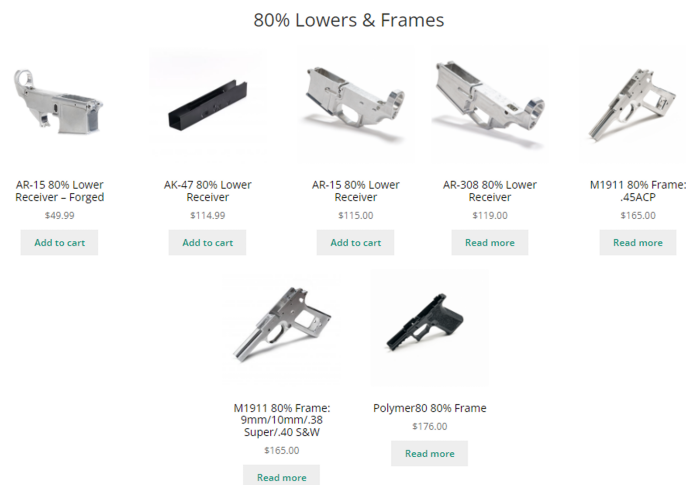 80% Lowers & Frames
AR-15 80% Lower
Receiver – Forged
$49.99
Add to cart
AK-47 80% Lower
Receiver
$114.99
Add to cart
AR-15 80% Lower
Receiver
$115.00
Add to cart
AR-308 80% Lower
Receiver
$119.00
Read more
M1911 80% Frame:
.45ACP
$165.00
Read more
M1911 80% Frame:
9mm/10mm/.38
Super/.40 S&W
$165.00
Read more
Polymer80 80% Frame
$176.00
Read more